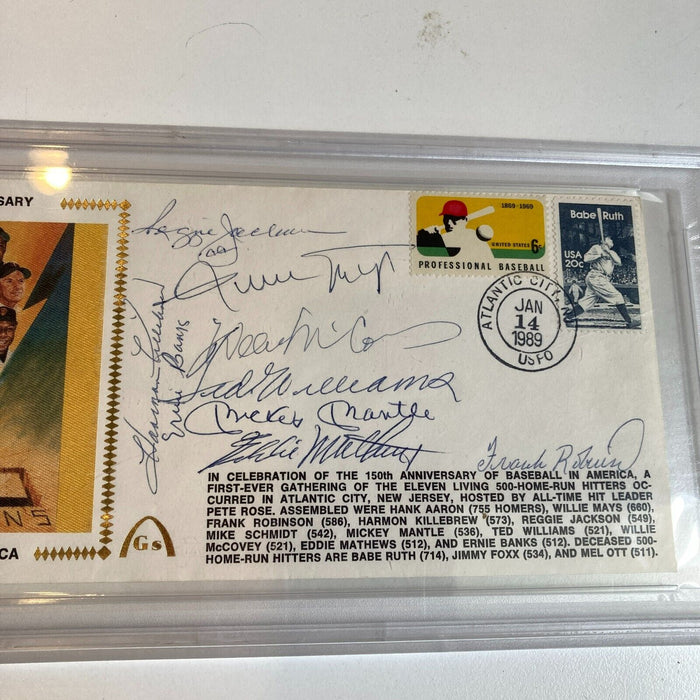 SARY
Reggie Jackson
Willie Mays
Willie McCovey
Ted Williams
Mickey Mantle
Eddie Mathews
Frank Robinson
Harmon Killebrew
Ernie Banks
1869-1969
UNITED STATES 6c
PROFESSIONAL BASEBALL
Babe Ruth
USA
20c
ATLANTIC CITY, NJ
JAN
14
1989
USPO
NS
CA
Gs
IN CELEBRATION OF THE 150th ANNIVERSARY OF BASEBALL IN AMERICA, A
FIRST-EVER GATHERING OF THE ELEVEN LIVING 500-HOME-RUN HITTERS OC-
CURRED IN ATLANTIC CITY, NEW JERSEY, HOSTED BY ALL-TIME HIT LEADER
PETE ROSE. ASSEMBLED WERE HANK AARON (755 HOMERS), WILLIE MAYS (660),
FRANK ROBINSON (586), HARMON KILLEBREW (573), REGGIE JACKSON (549),
MIKE SCHMIDT (542), MICKEY MANTLE (536), TED WILLIAMS (521), WILLIE
McCOVEY (521), EDDIE MATHEWS (512), AND ERNIE BANKS (512). DECEASED 500-
HOME-RUN HITTERS ARE BABE RUTH (714), JIMMY FOXX (534), AND MEL OTT (511).